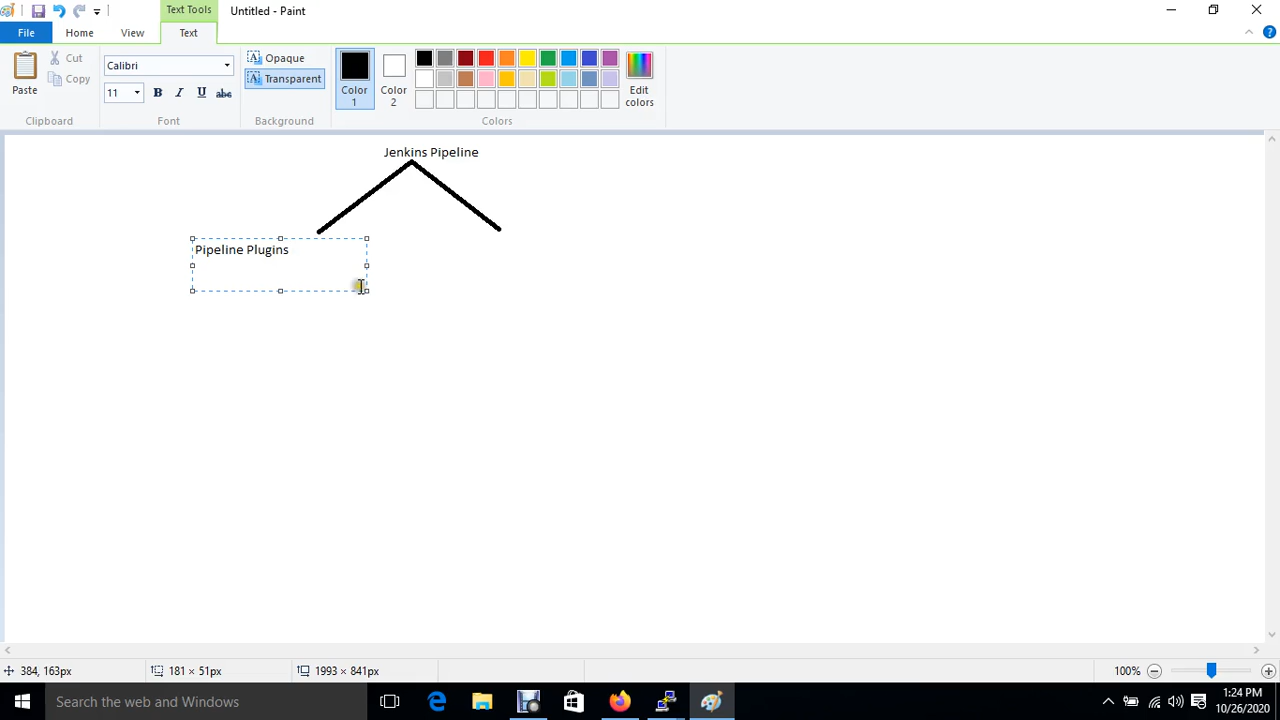 Text Tools
Untitled - Paint
File
Home
View
Text
Paste
Cut
Copy
Clipboard
Calibri
11
B
I
U
abc
Font
Opaque
Transparent
Background
Color 1
Color 2
Edit colors
Colors
Jenkins Pipeline
Pipeline Plugins
384, 163px
181 × 51px
1993 × 841px
100%
Search the web and Windows
1:24 PM
10/26/2020